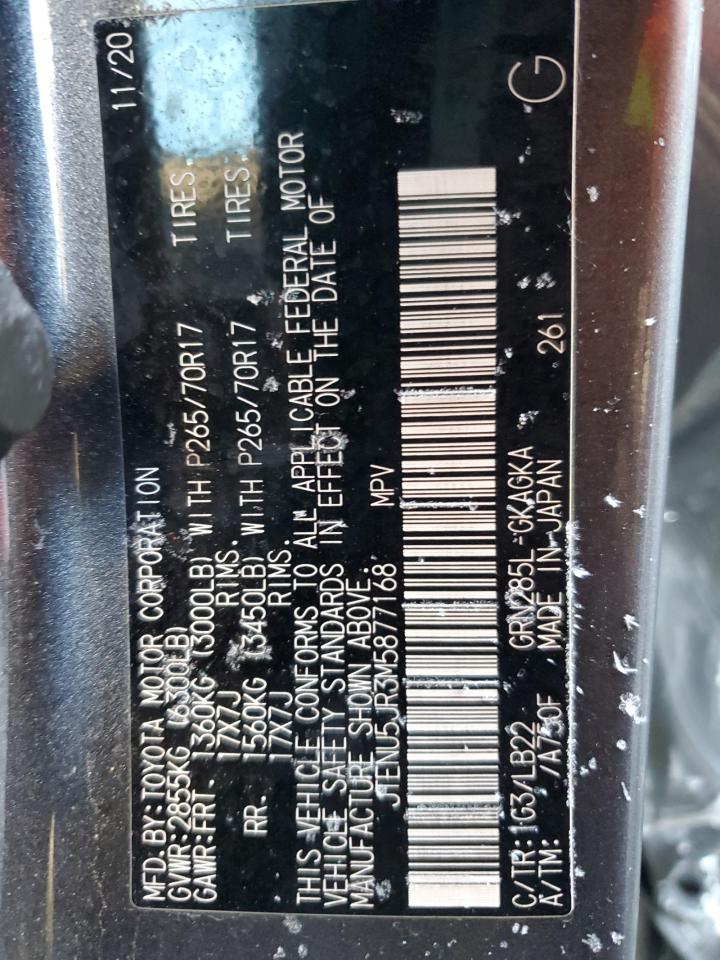 MFD.BY:TOYOTA MOTOR CORPORATION 11/20
GVWR:2855KG (6300LB)
GAWR:FRT. 1360KG (3000LB) WITH P265/70R17 TIRES.
17X7J RIMS.
RR. 1560KG (3450LB) WITH P265/70R17 TIRES.
17X7J RIMS.
THIS VEHICLE CONFORMS TO ALL APPLICABLE FEDERAL MOTOR
VEHICLE SAFETY STANDARDS IN EFFECT ON THE DATE OF
MANUFACTURE SHOWN ABOVE.
JTENU5JR3M5877168 MPV
C/TR:1G3/LB22 GRN285L-GKAGKA G
A/TM: /A750F MADE IN JAPAN 261